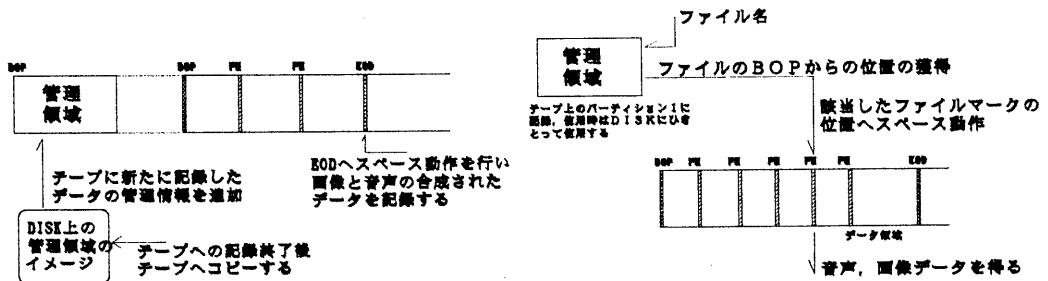 BOP
BOP
FM
FM
EOD
管理
領域
EODへスペース動作を行い
画像と音声の合成された
データを記録する
テープに新たに記録した
データの管理情報を追加
DISK上の
管理領域の
イメージ
テープへの記録終了後
テープへコピーする
ファイル名
管理
領域
ファイルのBOPからの位置の獲得
テープ上のパーティション1に
記録,使用時はDISKにひき
とって使用する
該当したファイルマークの
位置へスペース動作
BOP
FM
FM
FM
FM
FM
EOD
データ領域
音声,画像データを得る